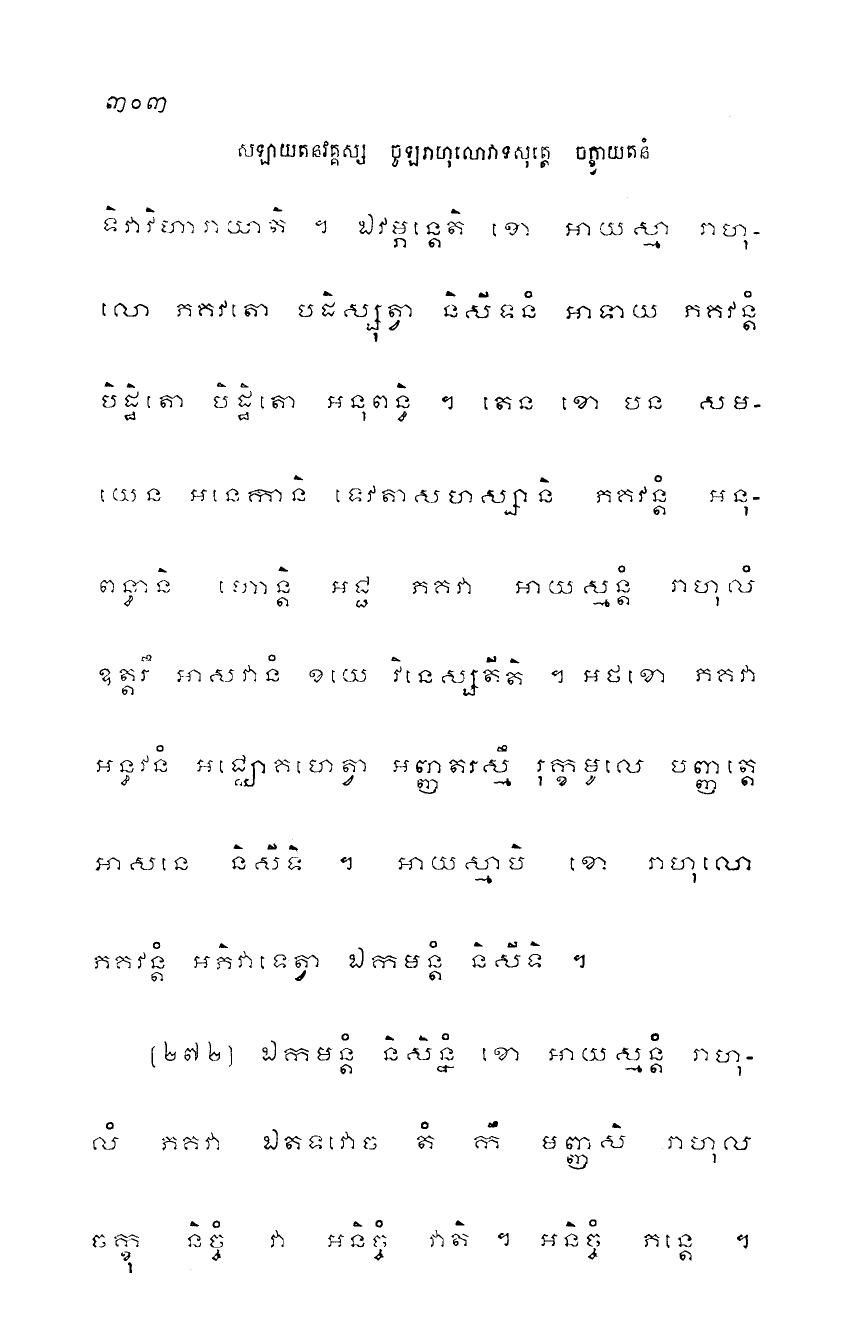 ៣០៣
សឡាយតនវគ្គស្ស ចូឡរាហុលោវាទសុត្តេ ចក្ខ្វាយតនំ
ទិវាវិហារាយាតិ ។ ឯវម្ភន្តេតិ ខោ អាយស្មា រាហុ-
លោ ភគវតោ បដិស្សុត្វា និសីទនំ អាទាយ ភគវន្តំ
បិដ្ឋិតោ បិដ្ឋិតោ អនុពន្ធិ ។ តេន ខោ បន សម-
យេន អនេកានិ ទេវតាសហស្សានិ ភគវន្តំ អនុ-
ពន្ធានិ ហោន្តិ អជ្ជ ភគវា អាយស្មន្តំ រាហុលំ
ឧត្តរឹ អាសវានំ ខយេ វិនេស្សតីតិ ។ អថខោ ភគវា
អន្ធវនំ អជ្ឈោគហេត្វា អញ្ញតរស្មឹ រុក្ខមូលេ បញ្ញត្តេ
អាសនេ និសីទិ ។ អាយស្មាបិ ខោ រាហុលោ
ភគវន្តំ អភិវាទេត្វា ឯកមន្តំ និសីទិ ។
[២៧២] ឯកមន្តំ និសិន្នំ ខោ អាយស្មន្តំ រាហុ-
លំ ភគវា ឯតទវោច តំ កឹ មញ្ញសិ រាហុល
ចក្ខុ និច្ចំ វា អនិច្ចំ វាតិ ។ អនិច្ចំ ភន្តេ ។